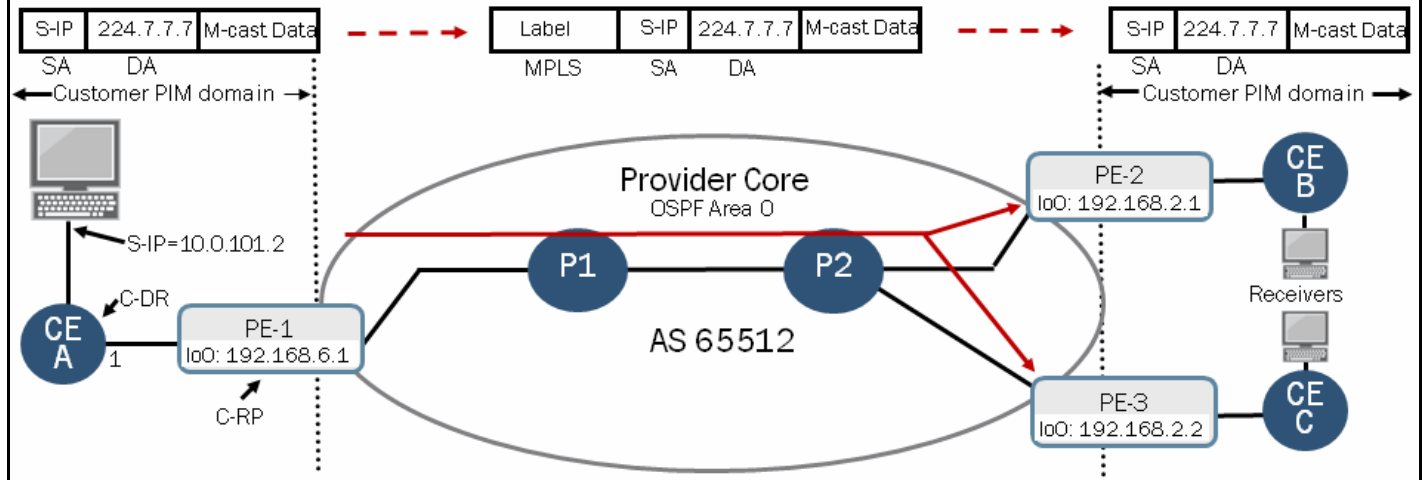 S-IP 224.7.7.7 M-cast Data
Label S-IP 224.7.7.7 M-cast Data
S-IP 224.7.7.7 M-cast Data
SA DA
MPLS SA DA
SA DA
Customer PIM domain
Customer PIM domain
Provider Core
OSPF Area 0
S-IP=10.0.101.2
P1
P2
AS 65512
C-DR
CE
A
1
PE-1
lo0: 192.168.6.1
C-RP
PE-2
lo0: 192.168.2.1
CE
B
Receivers
PE-3
lo0: 192.168.2.2
CE
C